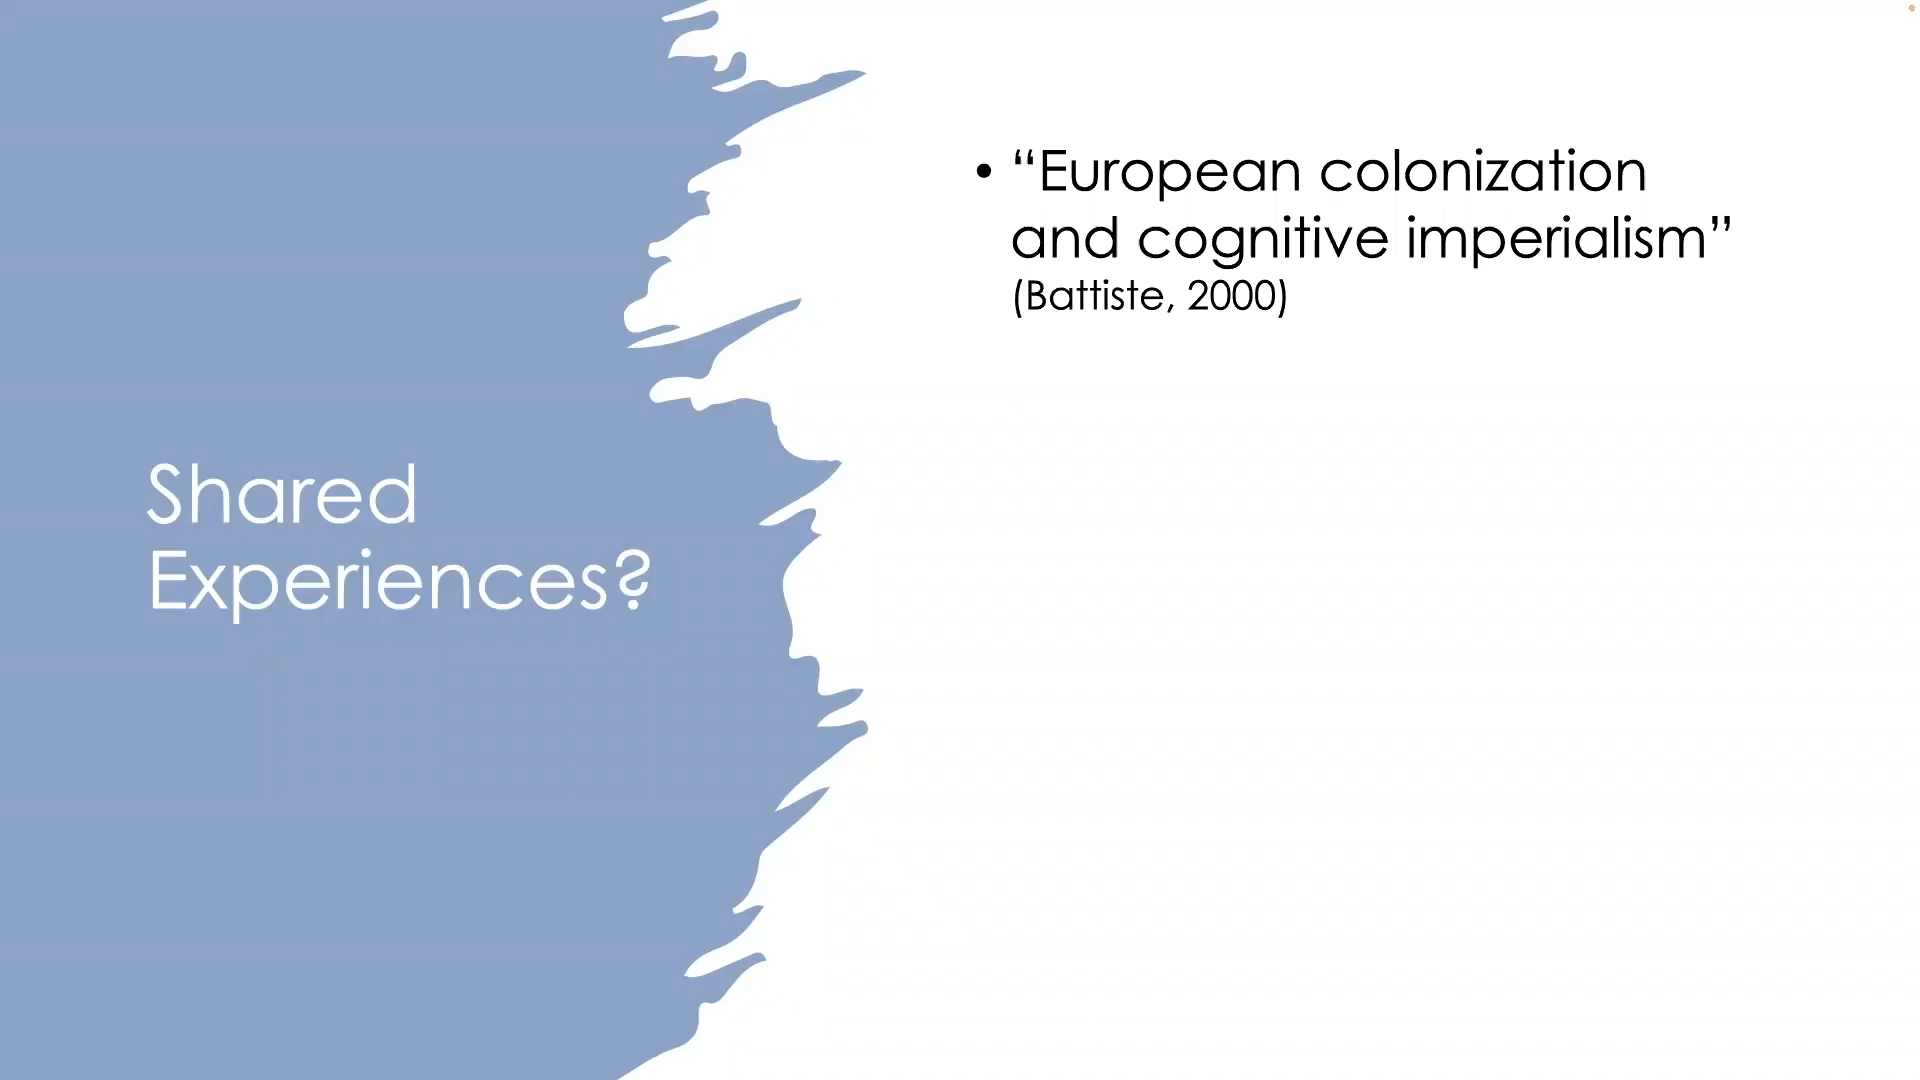 Shared
Experiences?
• “European colonization
and cognitive imperialism”
(Battiste, 2000)